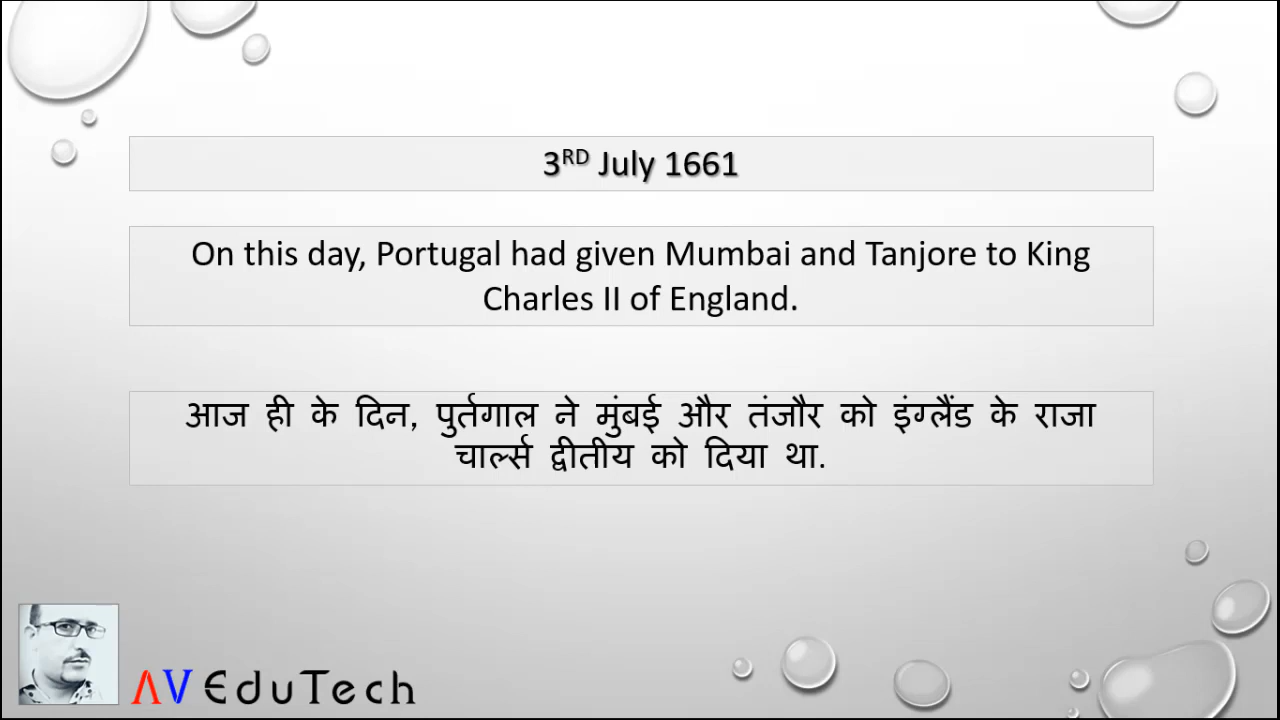 3RD July 1661
On this day, Portugal had given Mumbai and Tanjore to King
Charles II of England.
आज ही के दिन, पुर्तगाल ने मुंबई और तंजौर को इंग्लैंड के राजा
चार्ल्स द्वीतीय को दिया था.
AV EduTech